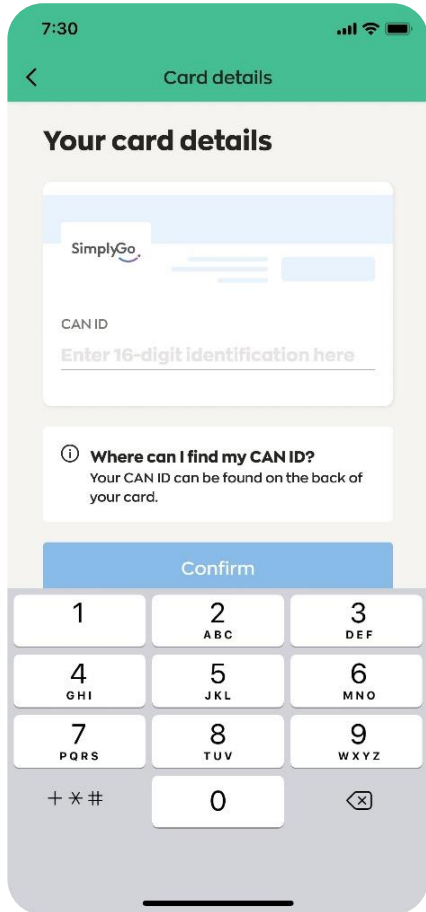 7:30
Card details
Your card details
SimplyGo
CAN ID
Enter 16-digit identification here
Where can I find my CAN ID?
Your CAN ID can be found on the back of
your card.
Confirm
1 2 3
ABC DEF
4 5 6
GHI JKL MNO
7 8 9
PQRS TUV WXYZ
+*# 0